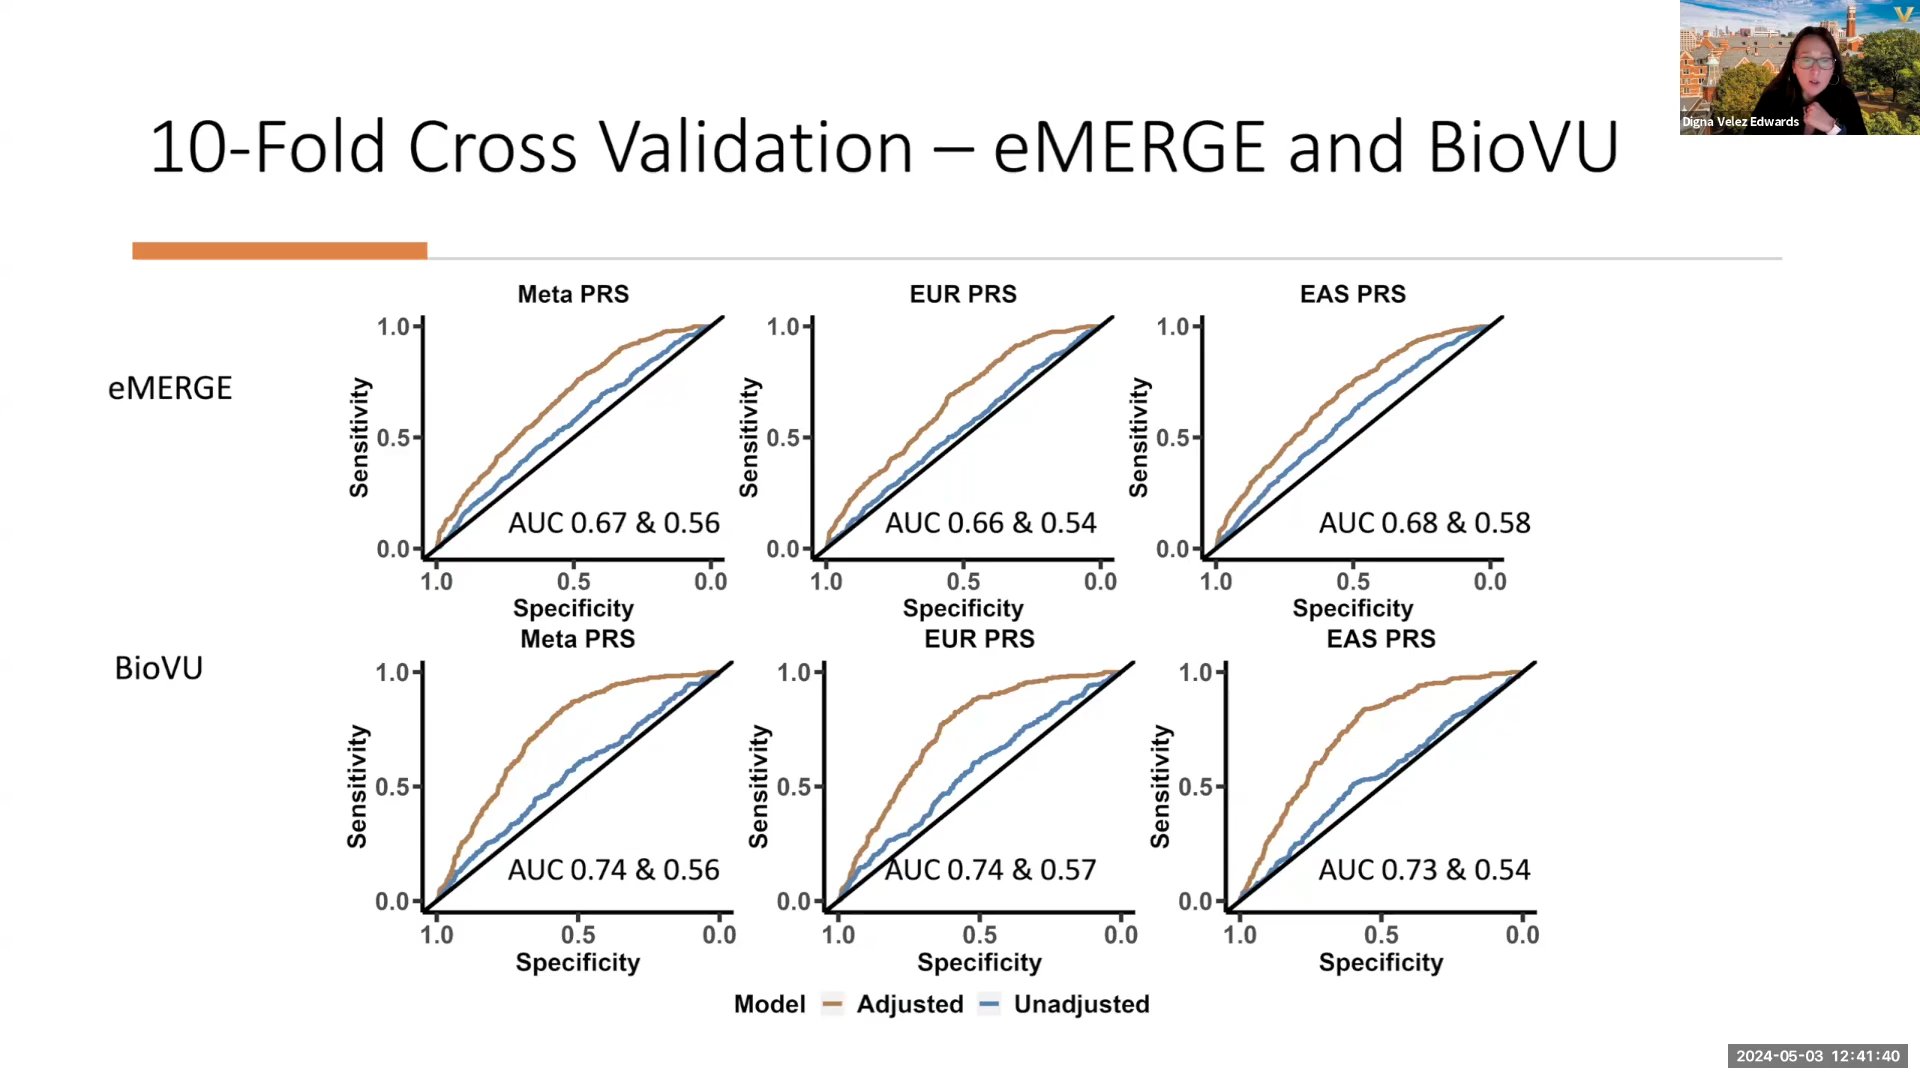 V
Digna Velez Edwards
10-Fold Cross Validation – eMERGE and BioVU
eMERGE
Meta PRS
1.0
0.5
0.0
Sensitivity
AUC 0.67 & 0.56
1.0 0.5 0.0
Specificity
EUR PRS
1.0
0.5
0.0
Sensitivity
AUC 0.66 & 0.54
1.0 0.5 0.0
Specificity
EAS PRS
1.0
0.5
0.0
Sensitivity
AUC 0.68 & 0.58
1.0 0.5 0.0
Specificity
BioVU
Meta PRS
1.0
0.5
0.0
Sensitivity
AUC 0.74 & 0.56
1.0 0.5 0.0
Specificity
EUR PRS
1.0
0.5
0.0
Sensitivity
AUC 0.74 & 0.57
1.0 0.5 0.0
Specificity
EAS PRS
1.0
0.5
0.0
Sensitivity
AUC 0.73 & 0.54
1.0 0.5 0.0
Specificity
Model Adjusted Unadjusted
2024-05-03 12:41:40